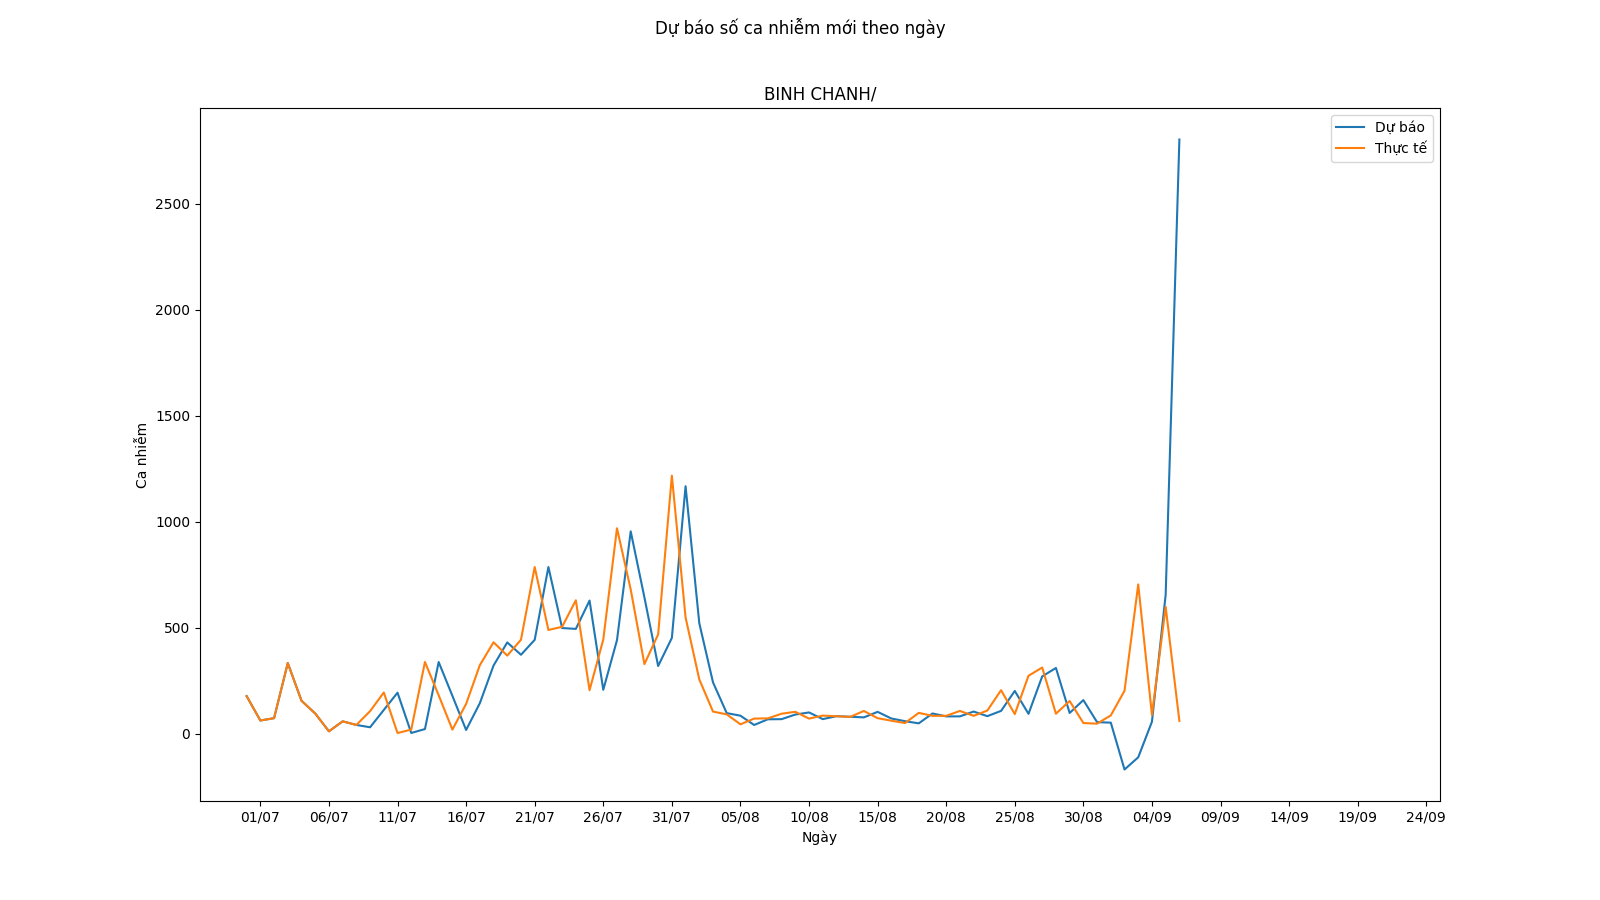 Dự báo số ca nhiễm mới theo ngày
BINH CHANH/
Dự báo
Thực tế
2500
2000
1500
1000
500
0
Ca nhiễm
01/07 06/07 11/07 16/07 21/07 26/07 31/07 05/08 10/08 15/08 20/08 25/08 30/08 04/09 09/09 14/09 19/09 24/09
Ngày